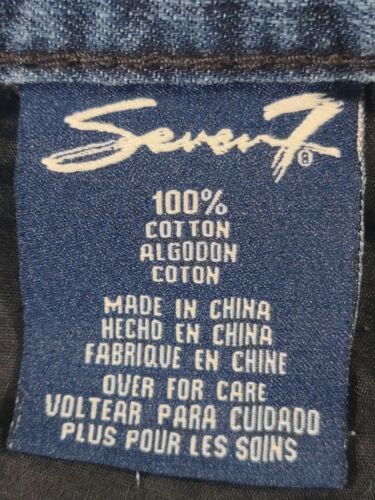 Seven7®
100%
COTTON
ALGODON
COTON
MADE IN CHINA
HECHO EN CHINA
FABRIQUE EN CHINE
OVER FOR CARE
VOLTEAR PARA CUIDADO
PLUS POUR LES SOINS